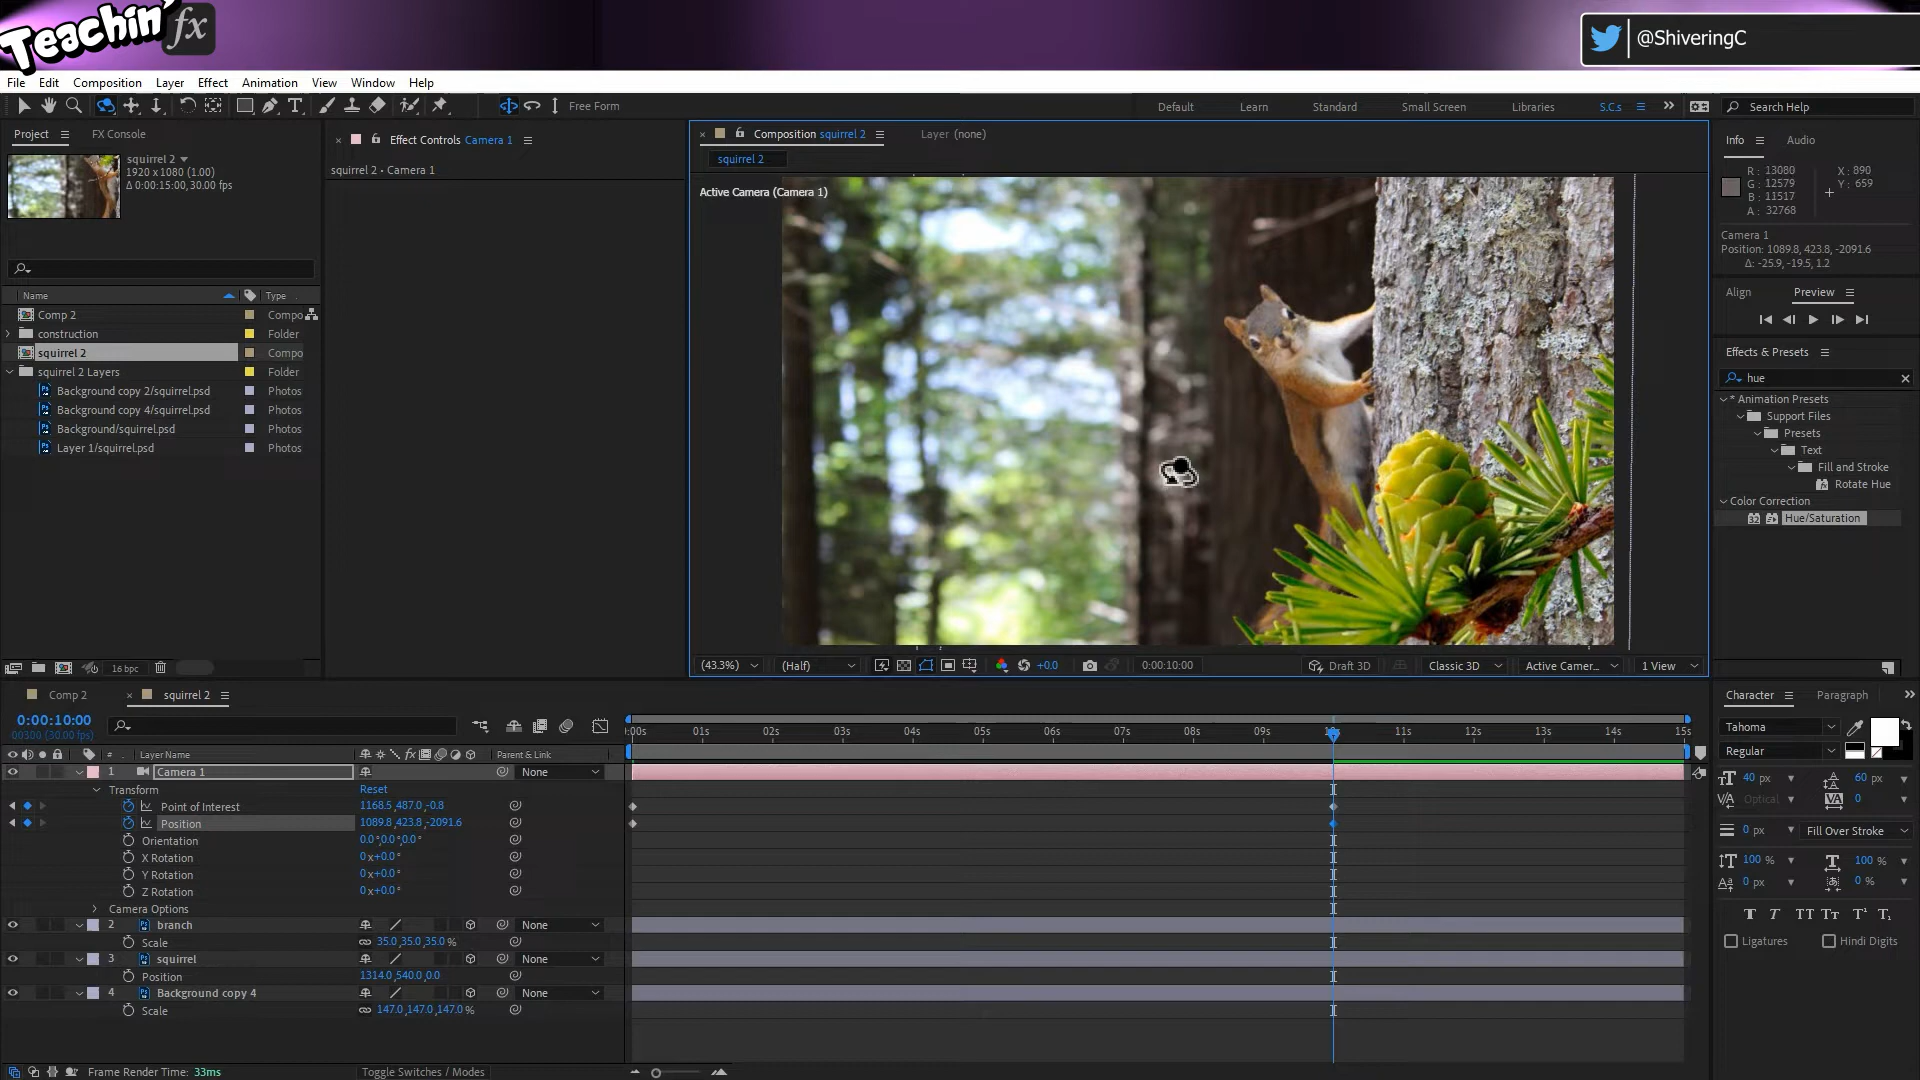 Teachin' fx
@ShiveringC
File Edit Composition Layer Effect Animation View Window Help
Free Form
Default Learn Standard Small Screen Libraries S.C.s Search Help
Project FX Console
squirrel 2
1920 x 1080 (1.00)
Δ 0:00:15:00, 30.00 fps
Name Type
Comp 2 Compo
construction Folder
squirrel 2 Compo
squirrel 2 Layers Folder
Background copy 2/squirrel.psd Photos
Background copy 4/squirrel.psd Photos
Background/squirrel.psd Photos
Layer 1/squirrel.psd Photos
16 bpc
Effect Controls Camera 1
squirrel 2 • Camera 1
Composition squirrel 2 Layer (none)
squirrel 2
Active Camera (Camera 1)
(43.3%) (Half) +0.0 0:00:10:00 Draft 3D Classic 3D Active Camer... 1 View
Info Audio
R : 13080 X : 890
G : 12579 Y : 659
B : 11517
A : 32768
Camera 1
Position: 1089.8, 423.8, -2091.6
Δ: -25.9, -19.5, 1.2
Align Preview
Effects & Presets
hue
* Animation Presets
Support Files
Presets
Text
Fill and Stroke
Rotate Hue
Color Correction
32 Hue/Saturation
Comp 2 squirrel 2
0:00:10:00
00300 (30.00 fps)
:00s 01s 02s 03s 04s 05s 06s 07s 08s 09s 11s 12s 13s 14s 15s
# Layer Name fx Parent & Link
1 Camera 1 None
Transform Reset
Point of Interest 1168.5,487.0,-0.8
Position 1089.8,423.8,-2091.6
Orientation 0.0°,0.0°,0.0°
X Rotation 0x+0.0°
Y Rotation 0x+0.0°
Z Rotation 0x+0.0°
Camera Options
2 branch None
Scale 35.0,35.0,35.0%
3 squirrel None
Position 1314.0,540.0,0.0
4 Background copy 4 None
Scale 147.0,147.0,147.0%
Frame Render Time: 33ms Toggle Switches / Modes
Character Paragraph
Tahoma
Regular
40 px 60 px
Optical 0
0 px Fill Over Stroke
100 % 100 %
0 px 0 %
T T TT Tt T¹ T₁
Ligatures Hindi Digits